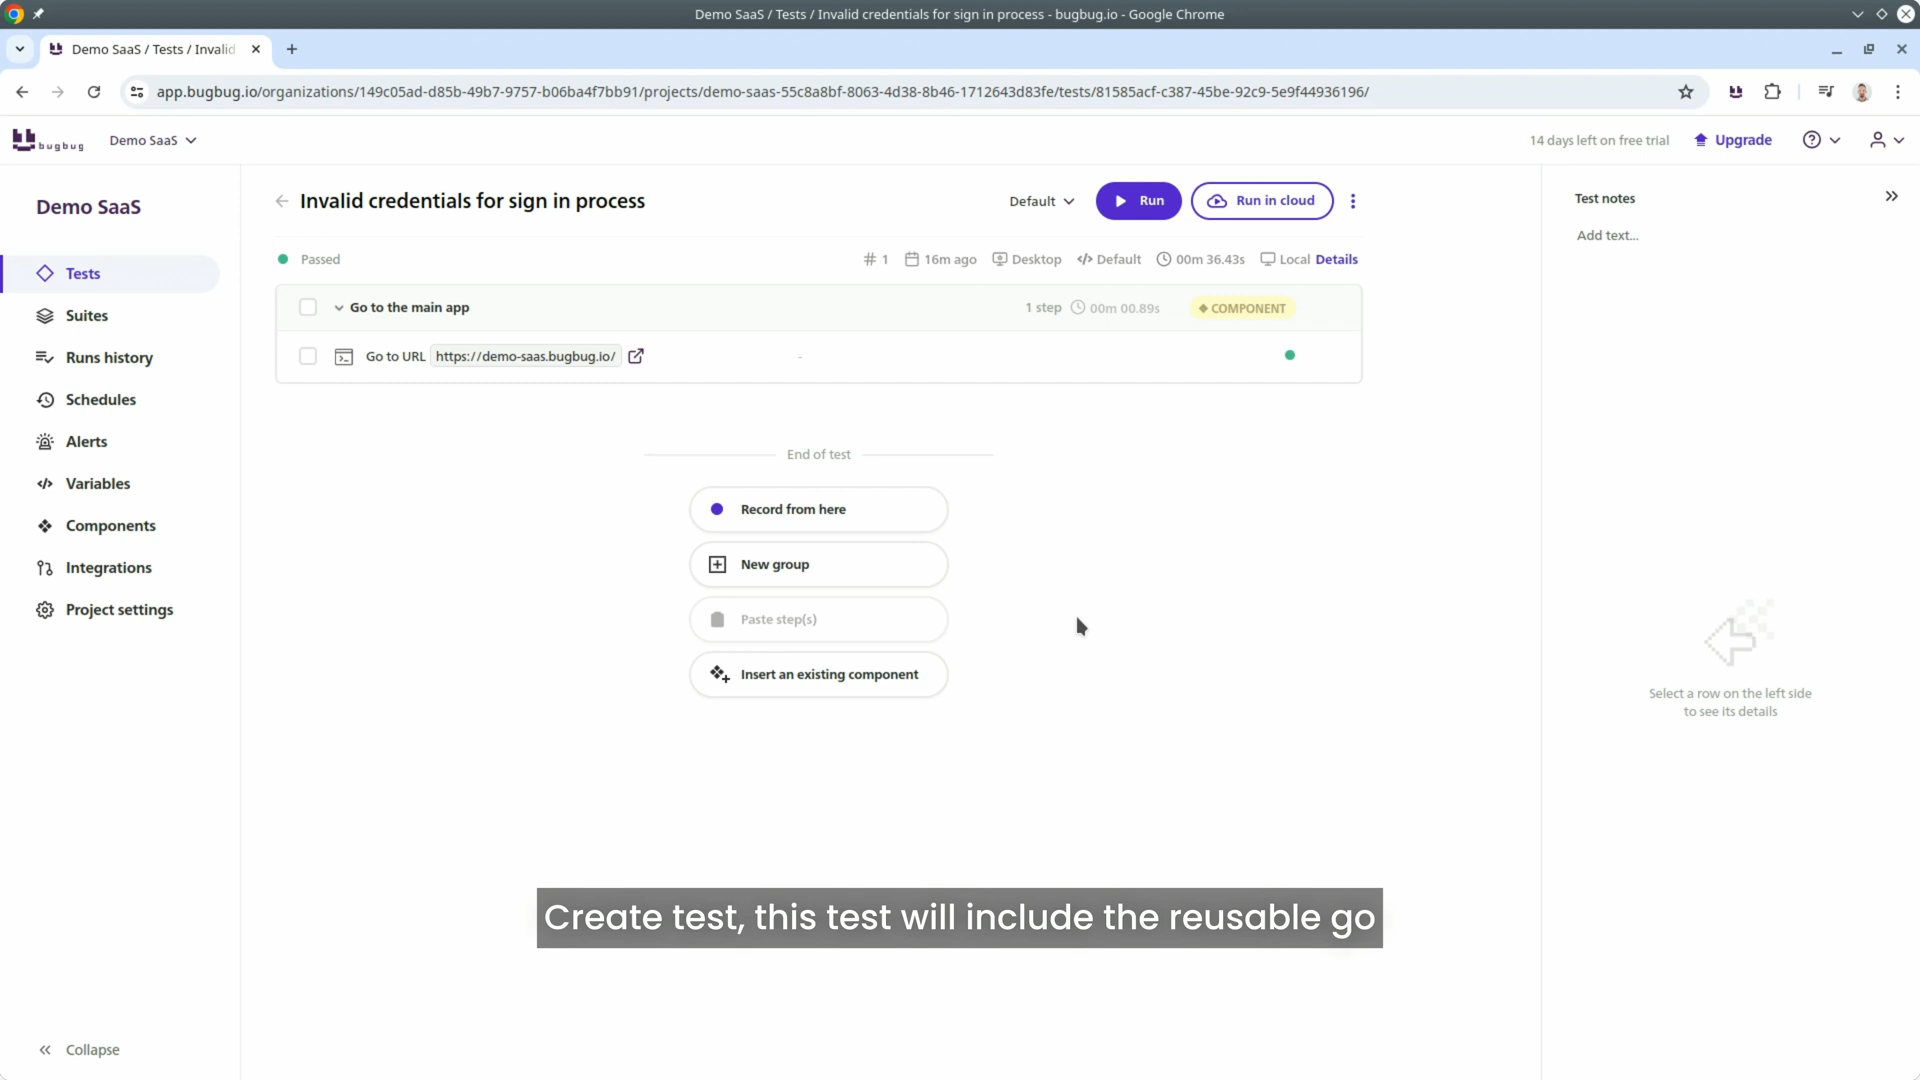 Demo SaaS / Tests / Invalid credentials for sign in process - bugbug.io - Google Chrome
Demo SaaS / Tests / Invalid
app.bugbug.io/organizations/149c05ad-d85b-49b7-9757-b06ba4f7bb91/projects/demo-saas-55c8a8bf-8063-4d38-8b46-1712643d83fe/tests/81585acf-c387-45be-92c9-5e9f44936196/
bugbug
Demo SaaS
14 days left on free trial
Upgrade
Demo SaaS
Tests
Suites
Runs history
Schedules
Alerts
Variables
Components
Integrations
Project settings
Collapse
Invalid credentials for sign in process
Default
Run
Run in cloud
Passed
# 1
16m ago
Desktop
Default
00m 36.43s
Local Details
Go to the main app
1 step
00m 00.89s
COMPONENT
Go to URL https://demo-saas.bugbug.io/
-
End of test
Record from here
New group
Paste step(s)
Insert an existing component
Test notes
Add text...
Select a row on the left side
to see its details
Create test, this test will include the reusable go